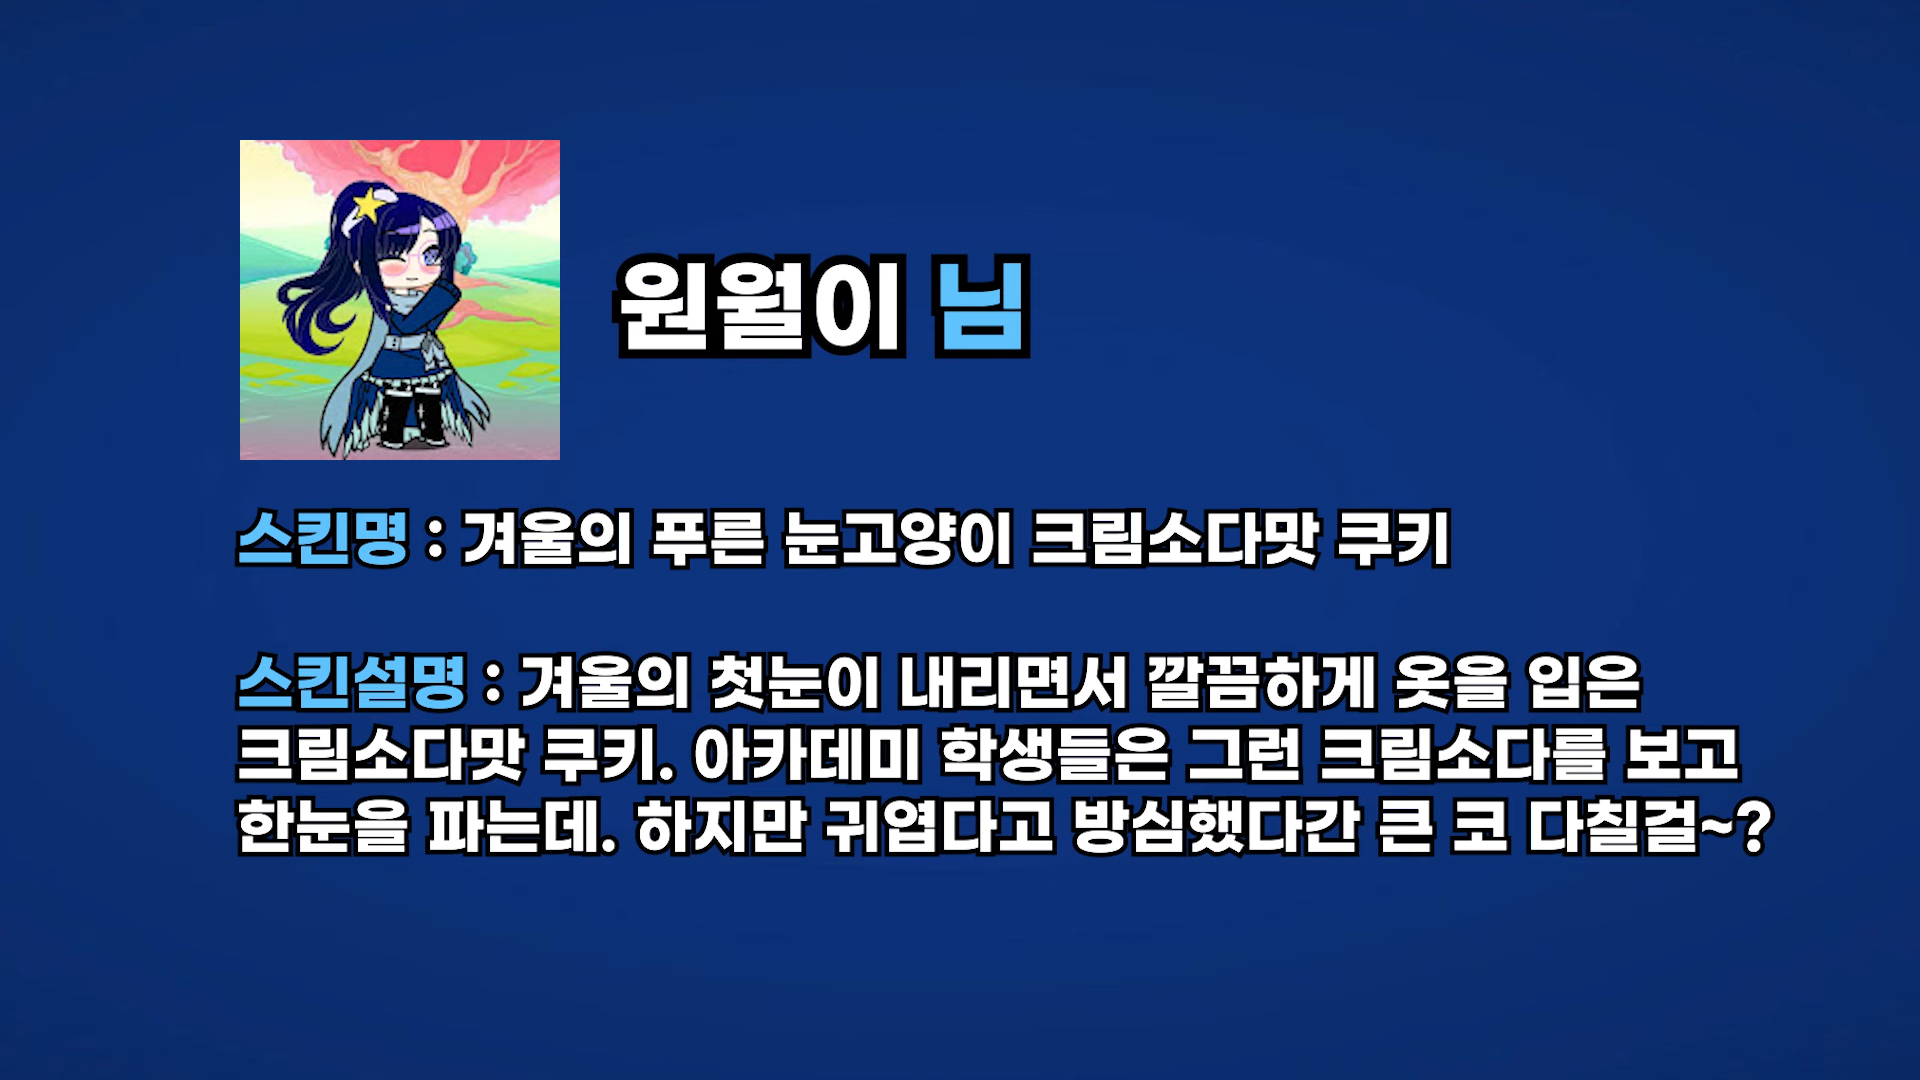 원월이 님
스킨명 : 겨울의 푸른 눈고양이 크림소다맛 쿠키
스킨설명 : 겨울의 첫눈이 내리면서 깔끔하게 옷을 입은
크림소다맛 쿠키. 아카데미 학생들은 그런 크림소다를 보고
한눈을 파는데. 하지만 귀엽다고 방심했다간 큰 코 다칠걸~?